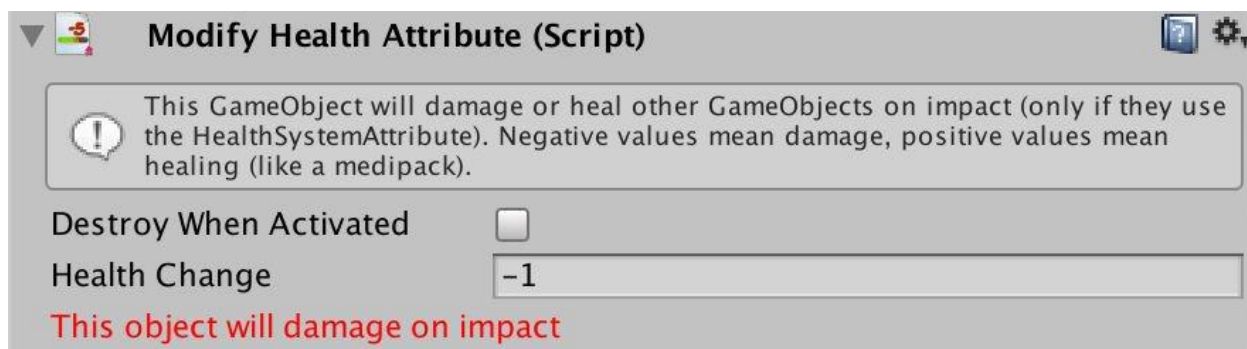 Modify Health Attribute (Script)
This GameObject will damage or heal other GameObjects on impact (only if they use
the HealthSystemAttribute). Negative values mean damage, positive values mean
healing (like a medipack).
Destroy When Activated
Health Change -1
This object will damage on impact